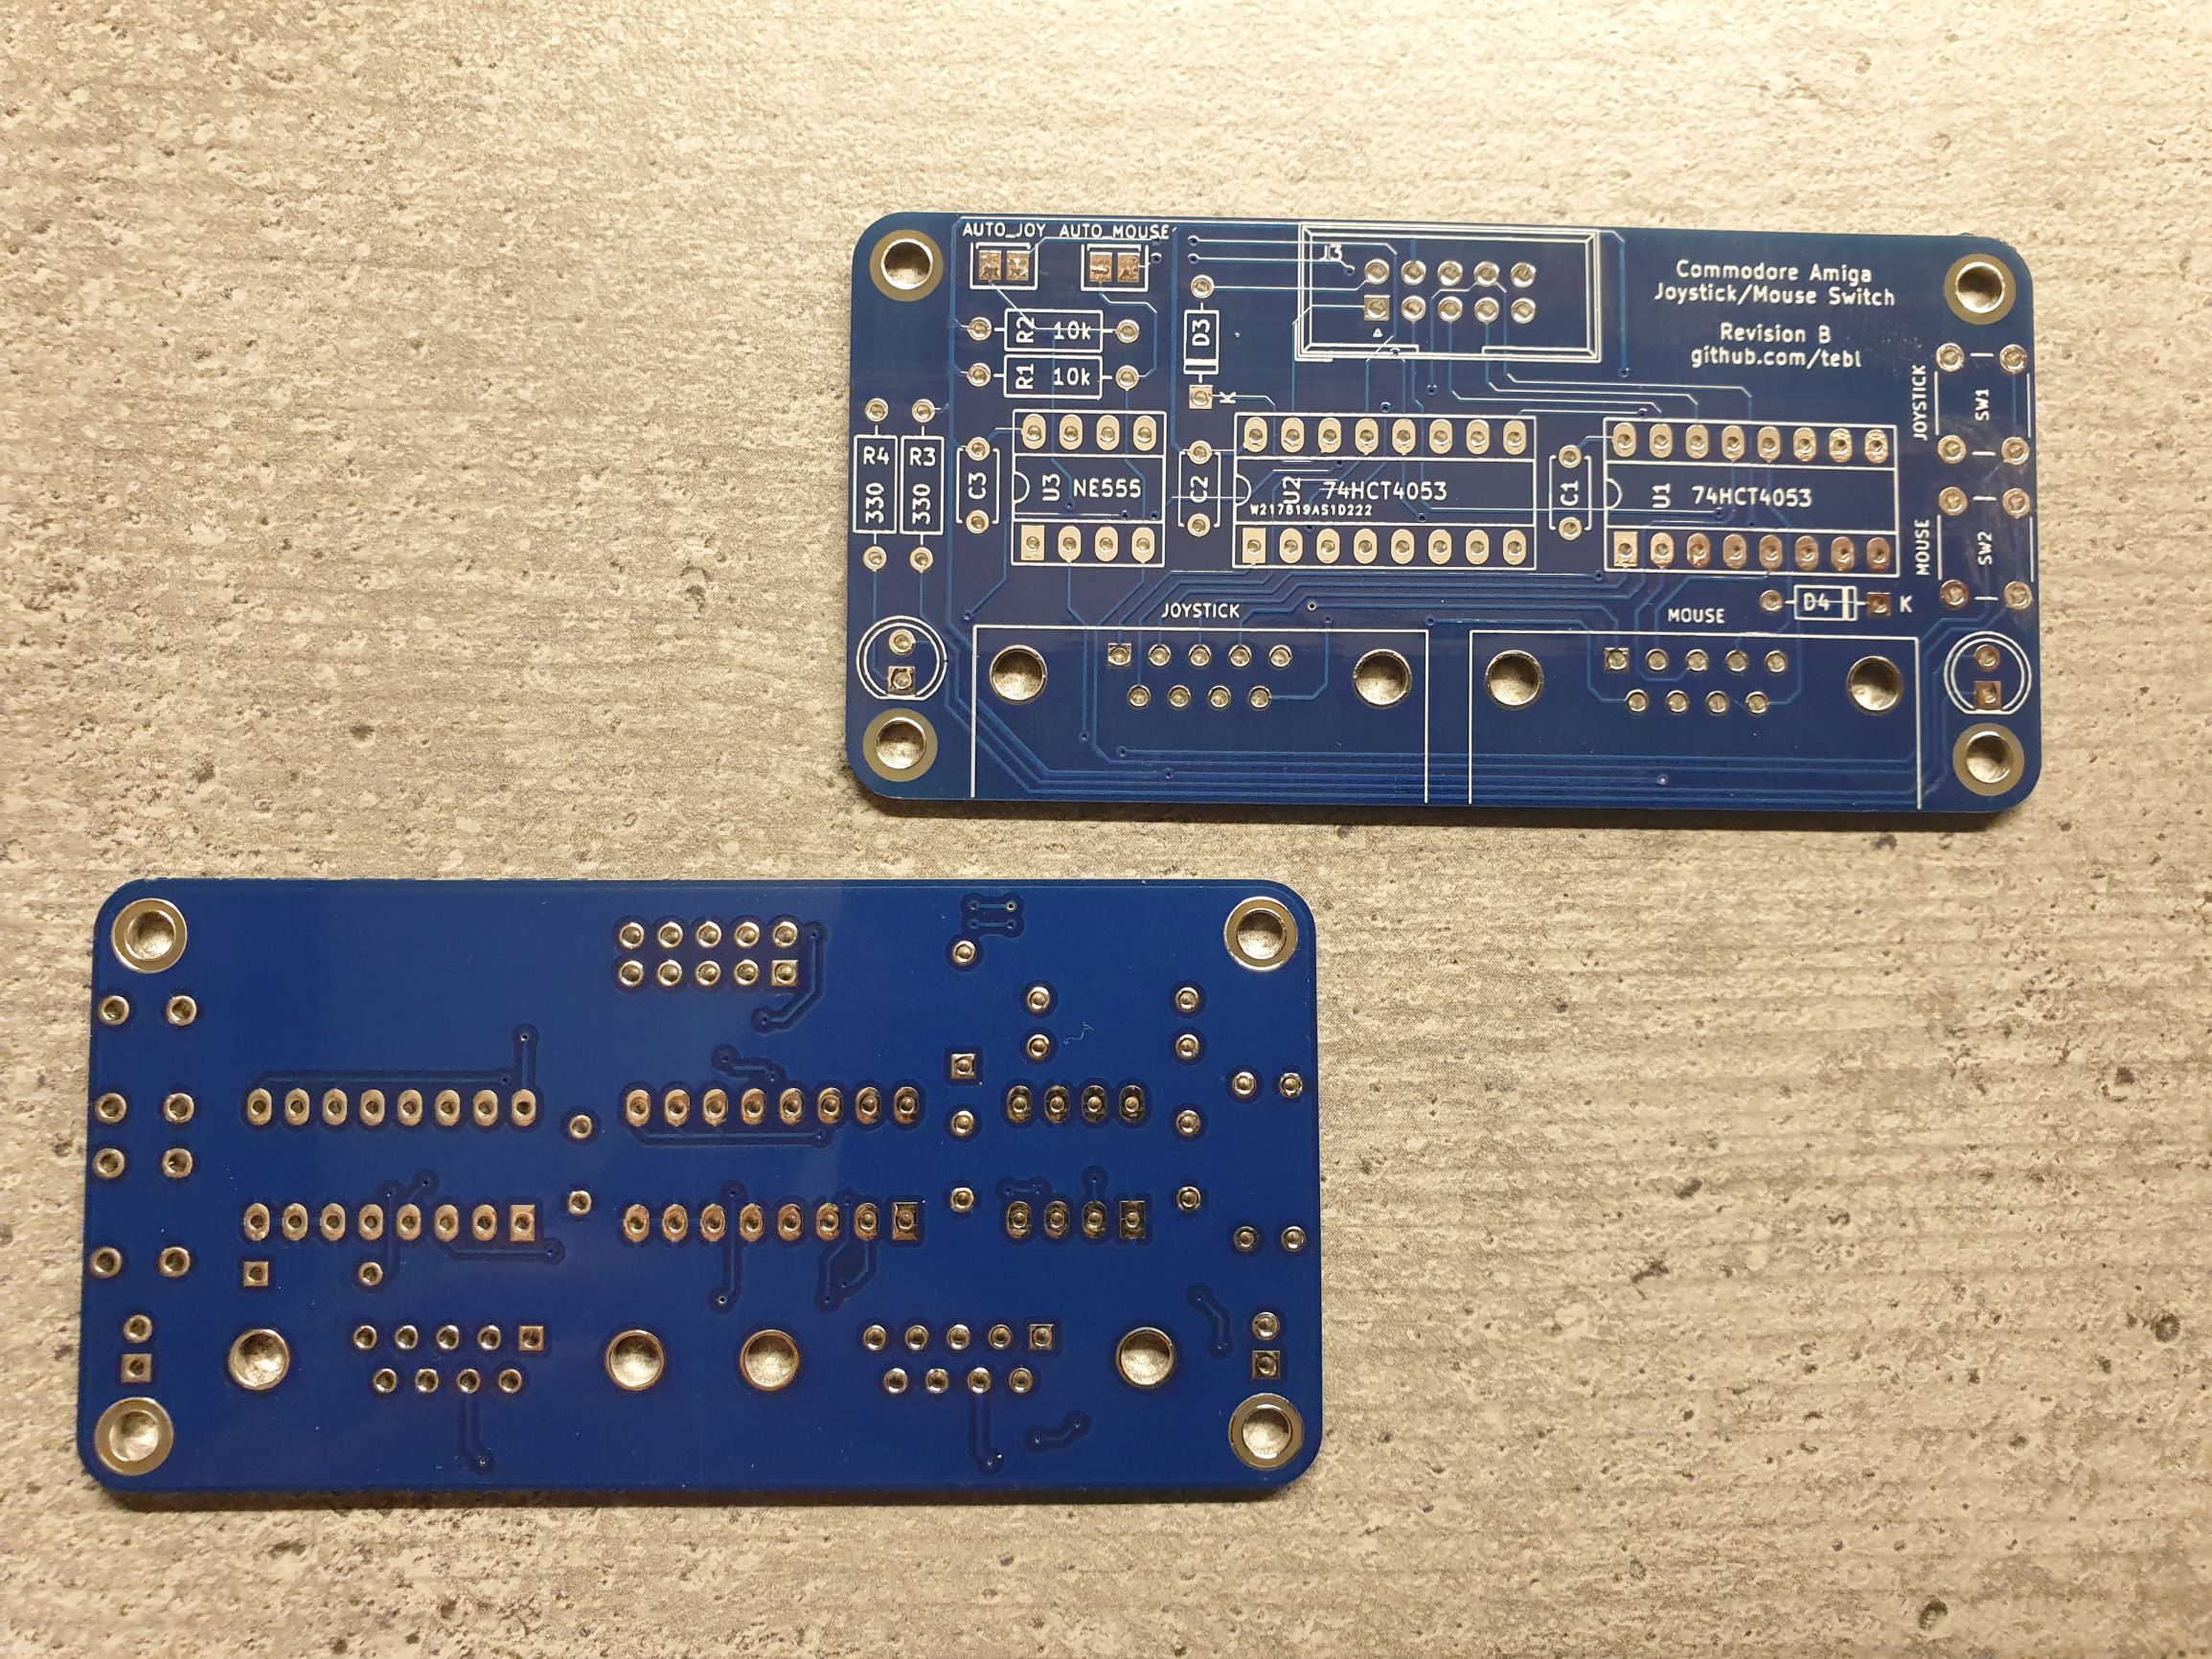 AUTO_JOY AUTO_MOUSE
J3
Commodore Amiga
Joystick/Mouse Switch
Revision B
github.com/tebl
R2 10k
R1 10k
D3
K
R4 330
R3 330
C3
U3 NE555
C2
U2 74HCT4053
W217819AS1D222
C1
U1 74HCT4053
JOYSTICK
SW1
MOUSE
SW2
D4 K
JOYSTICK
MOUSE